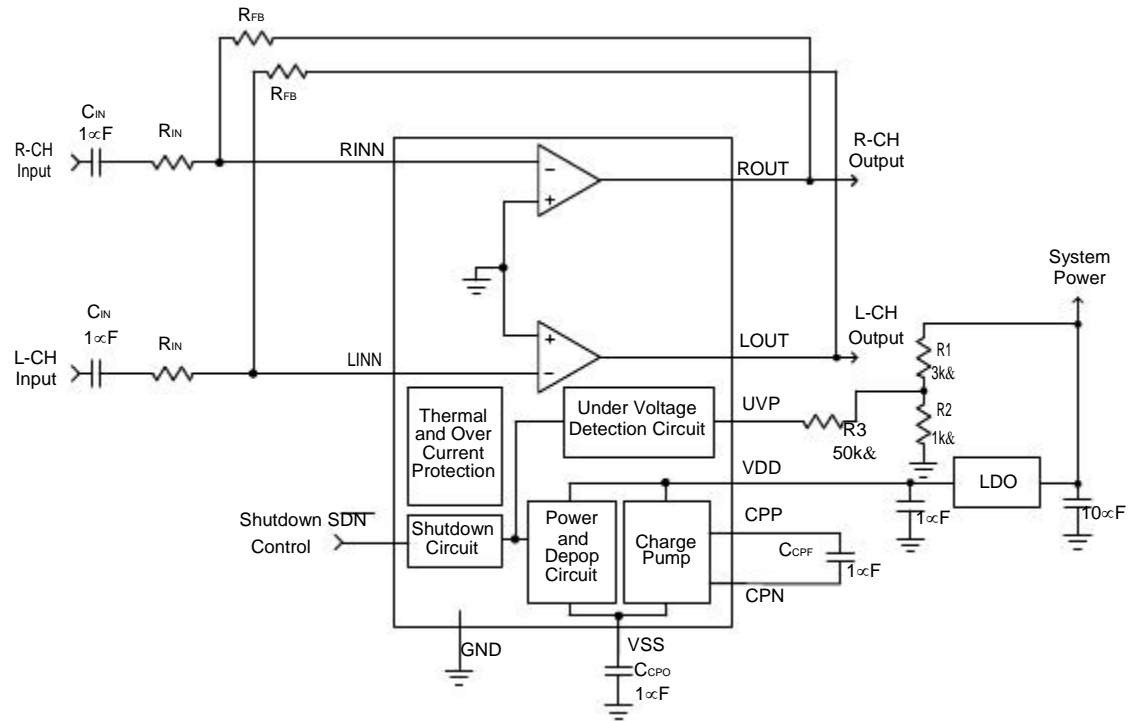 RFB
RFB
CIN
1∝F
RIN
R-CH
Input
RINN
ROUT
R-CH
Output
System
Power
CIN
1∝F
RIN
L-CH
Input
LINN
LOUT
L-CH
Output
R1
3k&
R2
1k&
Thermal
and Over
Current
Protection
Under Voltage
Detection Circuit
UVP
R3
50k&
VDD
LDO
1∝F
10∝F
Shutdown SDN
Control
Shutdown
Circuit
Power
and
Depop
Circuit
Charge
Pump
CPP
CCPF
1∝F
CPN
GND
VSS
CCPO
1∝F